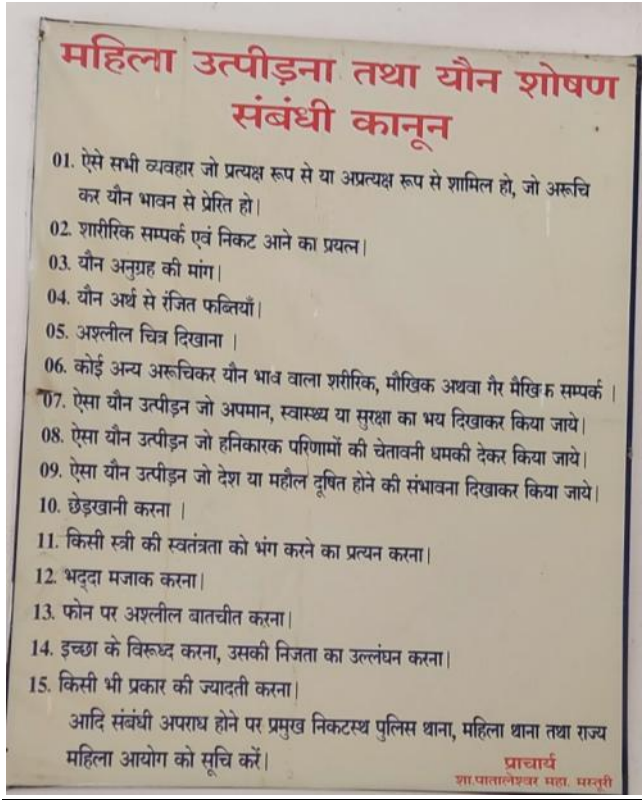 महिला उत्पीड़ना तथा यौन शोषण
संबंधी कानून
01. ऐसे सभी व्यवहार जो प्रत्यक्ष रूप से या अप्रत्यक्ष रूप से शामिल हो, जो अरूचि
कर यौन भावन से प्रेरित हो।
02. शारीरिक सम्पर्क एवं निकट आने का प्रयत्न।
03. यौन अनुग्रह की मांग।
04. यौन अर्थ से रंजित फब्तियाँ।
05. अश्लील चित्र दिखाना ।
06. कोई अन्य अरूचिकर यौन भाव वाला शरीरिक, मौखिक अथवा गैर मैखिक सम्पर्क ।
07. ऐसा यौन उत्पीड़न जो अपमान, स्वास्थ्य या सुरक्षा का भय दिखाकर किया जाये।
08. ऐसा यौन उत्पीड़न जो हनिकारक परिणामों की चेतावनी धमकी देकर किया जाये।
09. ऐसा यौन उत्पीड़न जो देश या महौल दूषित होने की संभावना दिखाकर किया जाये।
10. छेड़खानी करना ।
11. किसी स्त्री की स्वतंत्रता को भंग करने का प्रत्यन करना।
12. भद्दा मजाक करना।
13. फोन पर अश्लील बातचीत करना।
14. इच्छा के विरूध्द करना, उसकी निजता का उल्लंघन करना।
15. किसी भी प्रकार की ज्यादती करना।
आदि संबंधी अपराध होने पर प्रमुख निकटस्थ पुलिस थाना, महिला थाना तथा राज्य
महिला आयोग को सूचि करें।
प्राचार्य
शा.पातालेश्वर महा. मस्तूरी